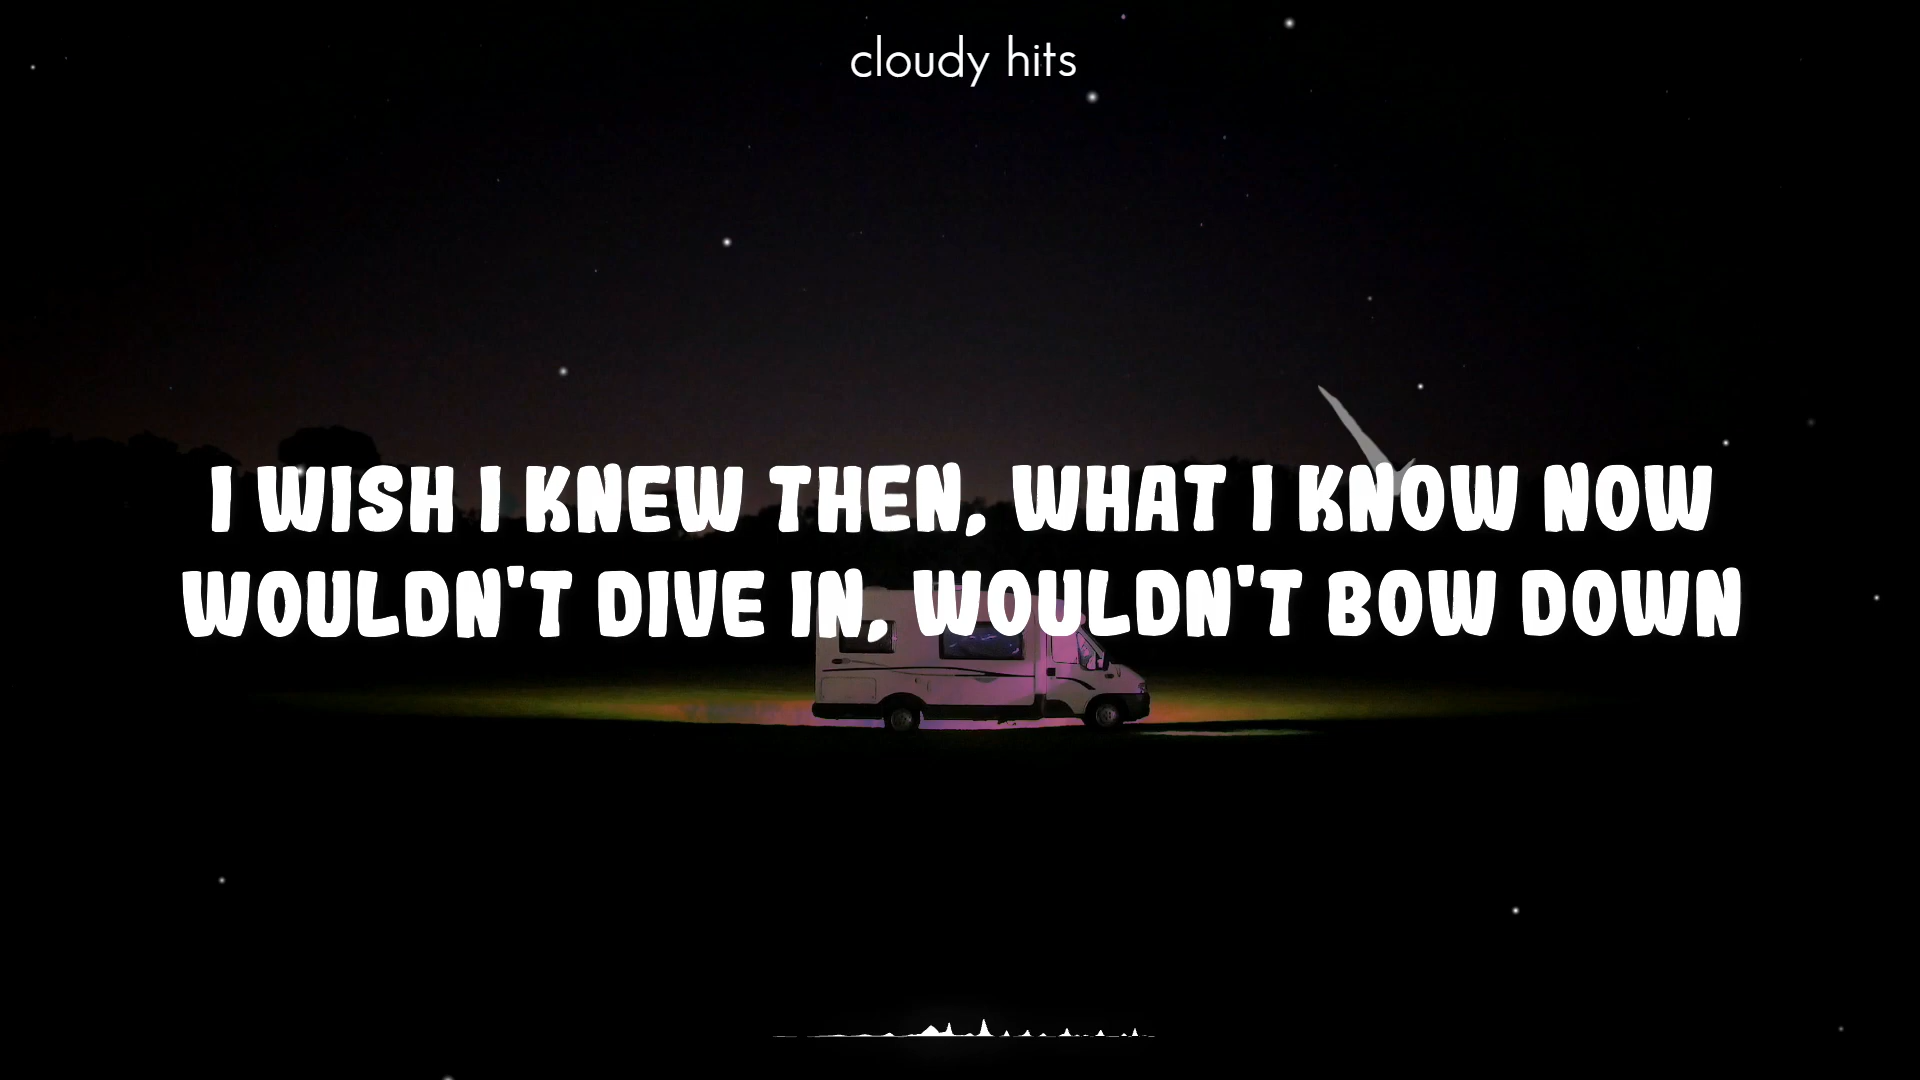 cloudy hits
I WISH I KNEW THEN, WHAT I KNOW NOW
WOULDN'T DIVE IN, WOULDN'T BOW DOWN